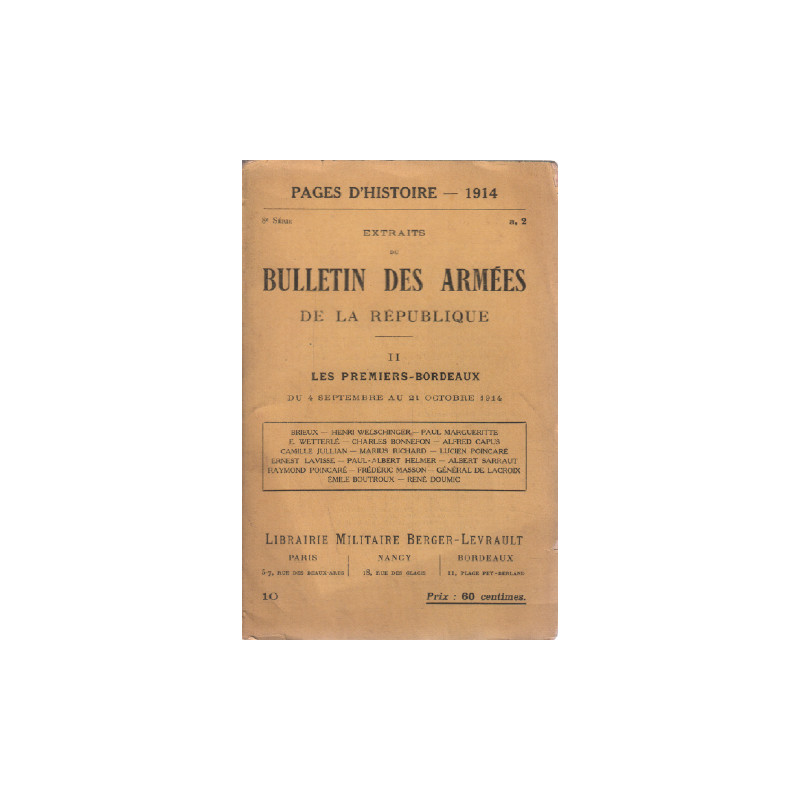 PAGES D'HISTOIRE — 1914
n. 2
EXTRAITS
DU
BULLETIN DES ARMÉES
DE LA RÉPUBLIQUE
II
LES PREMIERS-BORDEAUX
DU 4 SEPTEMBRE AU 21 OCTOBRE 1914
BRIEUX — HENRI WELSCHINGER — PAUL MARGUERITTE
E. WETTERLÉ — CHARLES BONNEFON — ALFRED CAPUS
CAMILLE JULLIAN — MARIUS RICHARD — LUCIEN POINCARÉ
ERNEST LAVISSE — PAUL-ALBERT HELMER — ALBERT SARRAUT
RAYMOND POINCARÉ — FRÉDÉRIC MASSON — GÉNÉRAL DE LACROIX
ÉMILE BOUTROUX — RENÉ DOUMIC
LIBRAIRIE MILITAIRE BERGER-LEVRAULT
PARIS NANCY BORDEAUX
5-7, RUE DES BEAUX-ARTS 18, RUE DES GLACIS 11, PLACE PEY-BERLAND
10 Prix : 60 centimes.